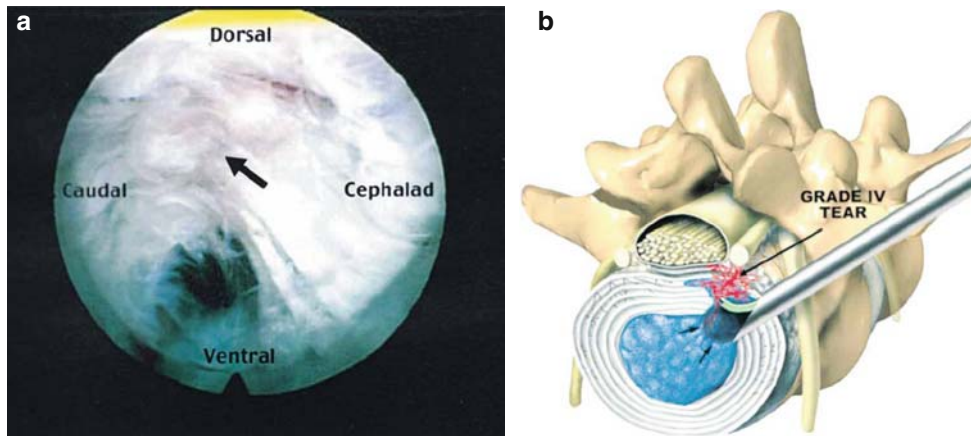 a
Dorsal
Caudal
Cephalad
Ventral
b
GRADE IV
TEAR